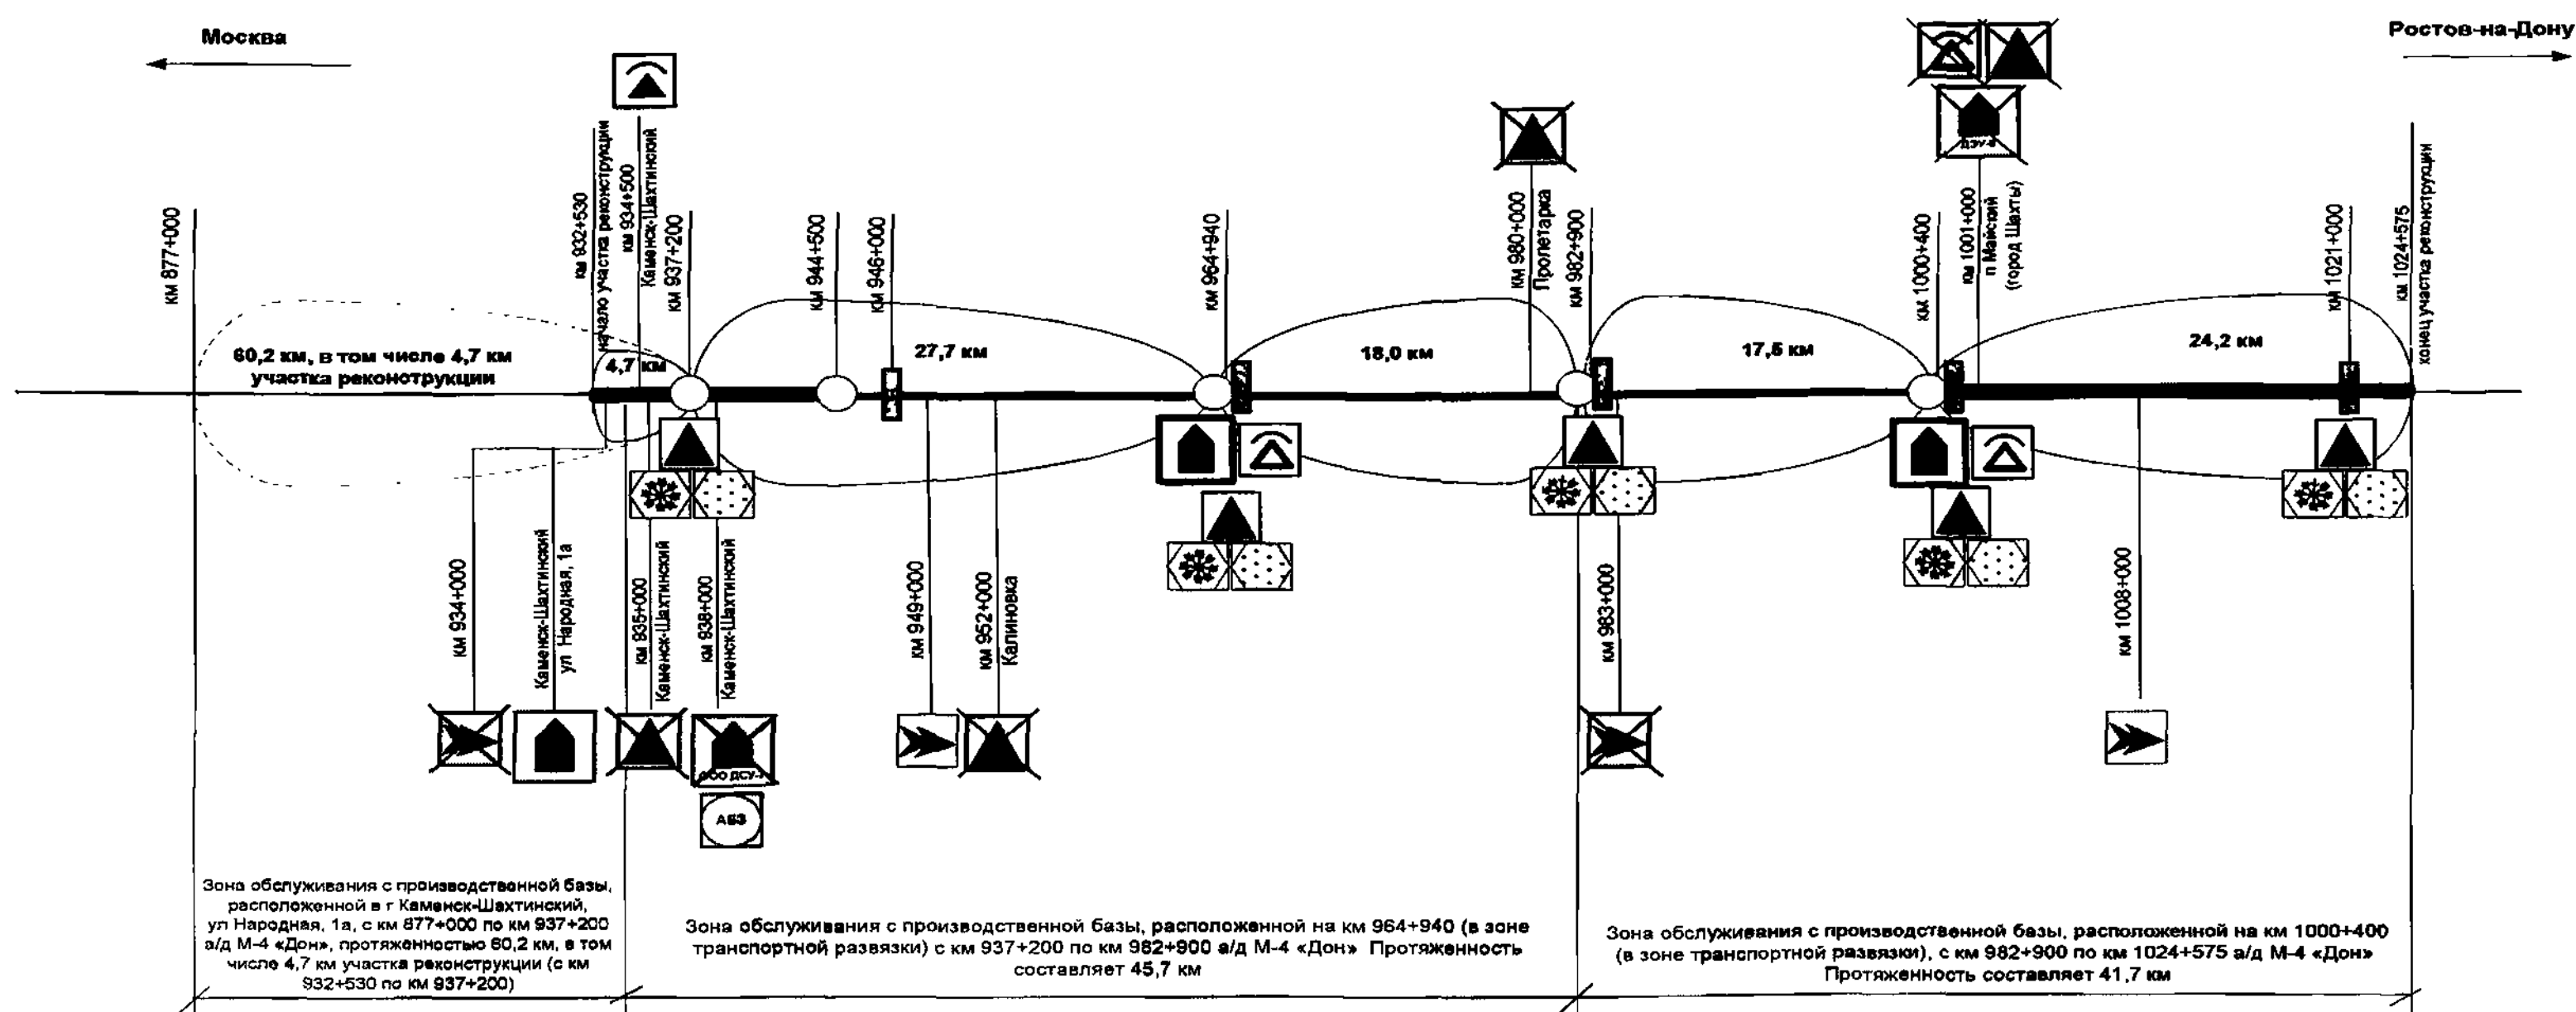 Москва
Ростов-на-Дону
ДЭУ-6
км 877+000
км 932+530
начало участка реконструкции
км 934+500
Каменск-Шахтинский
км 937+200
км 944+500
км 946+000
км 964+940
км 980+000
Пролетарка
км 982+900
км 1000+400
км 1001+000
п Майский
(город Шахты)
км 1021+000
км 1024+575
конец участка реконструкции
60,2 км, в том числе 4,7 км
участка реконструкции
4,7 км
27,7 км
18,0 км
17,5 км
24,2 км
км 934+000
Каменск-Шахтинский
ул Народная, 1а
км 935+000
Каменск-Шахтинский
км 938+000
Каменск-Шахтинский
км 949+000
км 952+000
Калиновка
км 983+000
км 1008+000
ООО ДСУ-
АБЗ
Зона обслуживания с производственной базы,
расположенной в г Каменск-Шахтинский,
ул Народная, 1а, с км 877+000 по км 937+200
а/д М-4 «Дон», протяженностью 60,2 км, в том
числе 4,7 км участка реконструкции (с км
932+530 по км 937+200)
Зона обслуживания с производственной базы, расположенной на км 964+940 (в зоне
транспортной развязки) с км 937+200 по км 982+900 а/д М-4 «Дон» Протяженность
составляет 45,7 км
Зона обслуживания с производственной базы, расположенной на км 1000+400
(в зоне транспортной развязки), с км 982+900 по км 1024+575 а/д М-4 «Дон»
Протяженность составляет 41,7 км